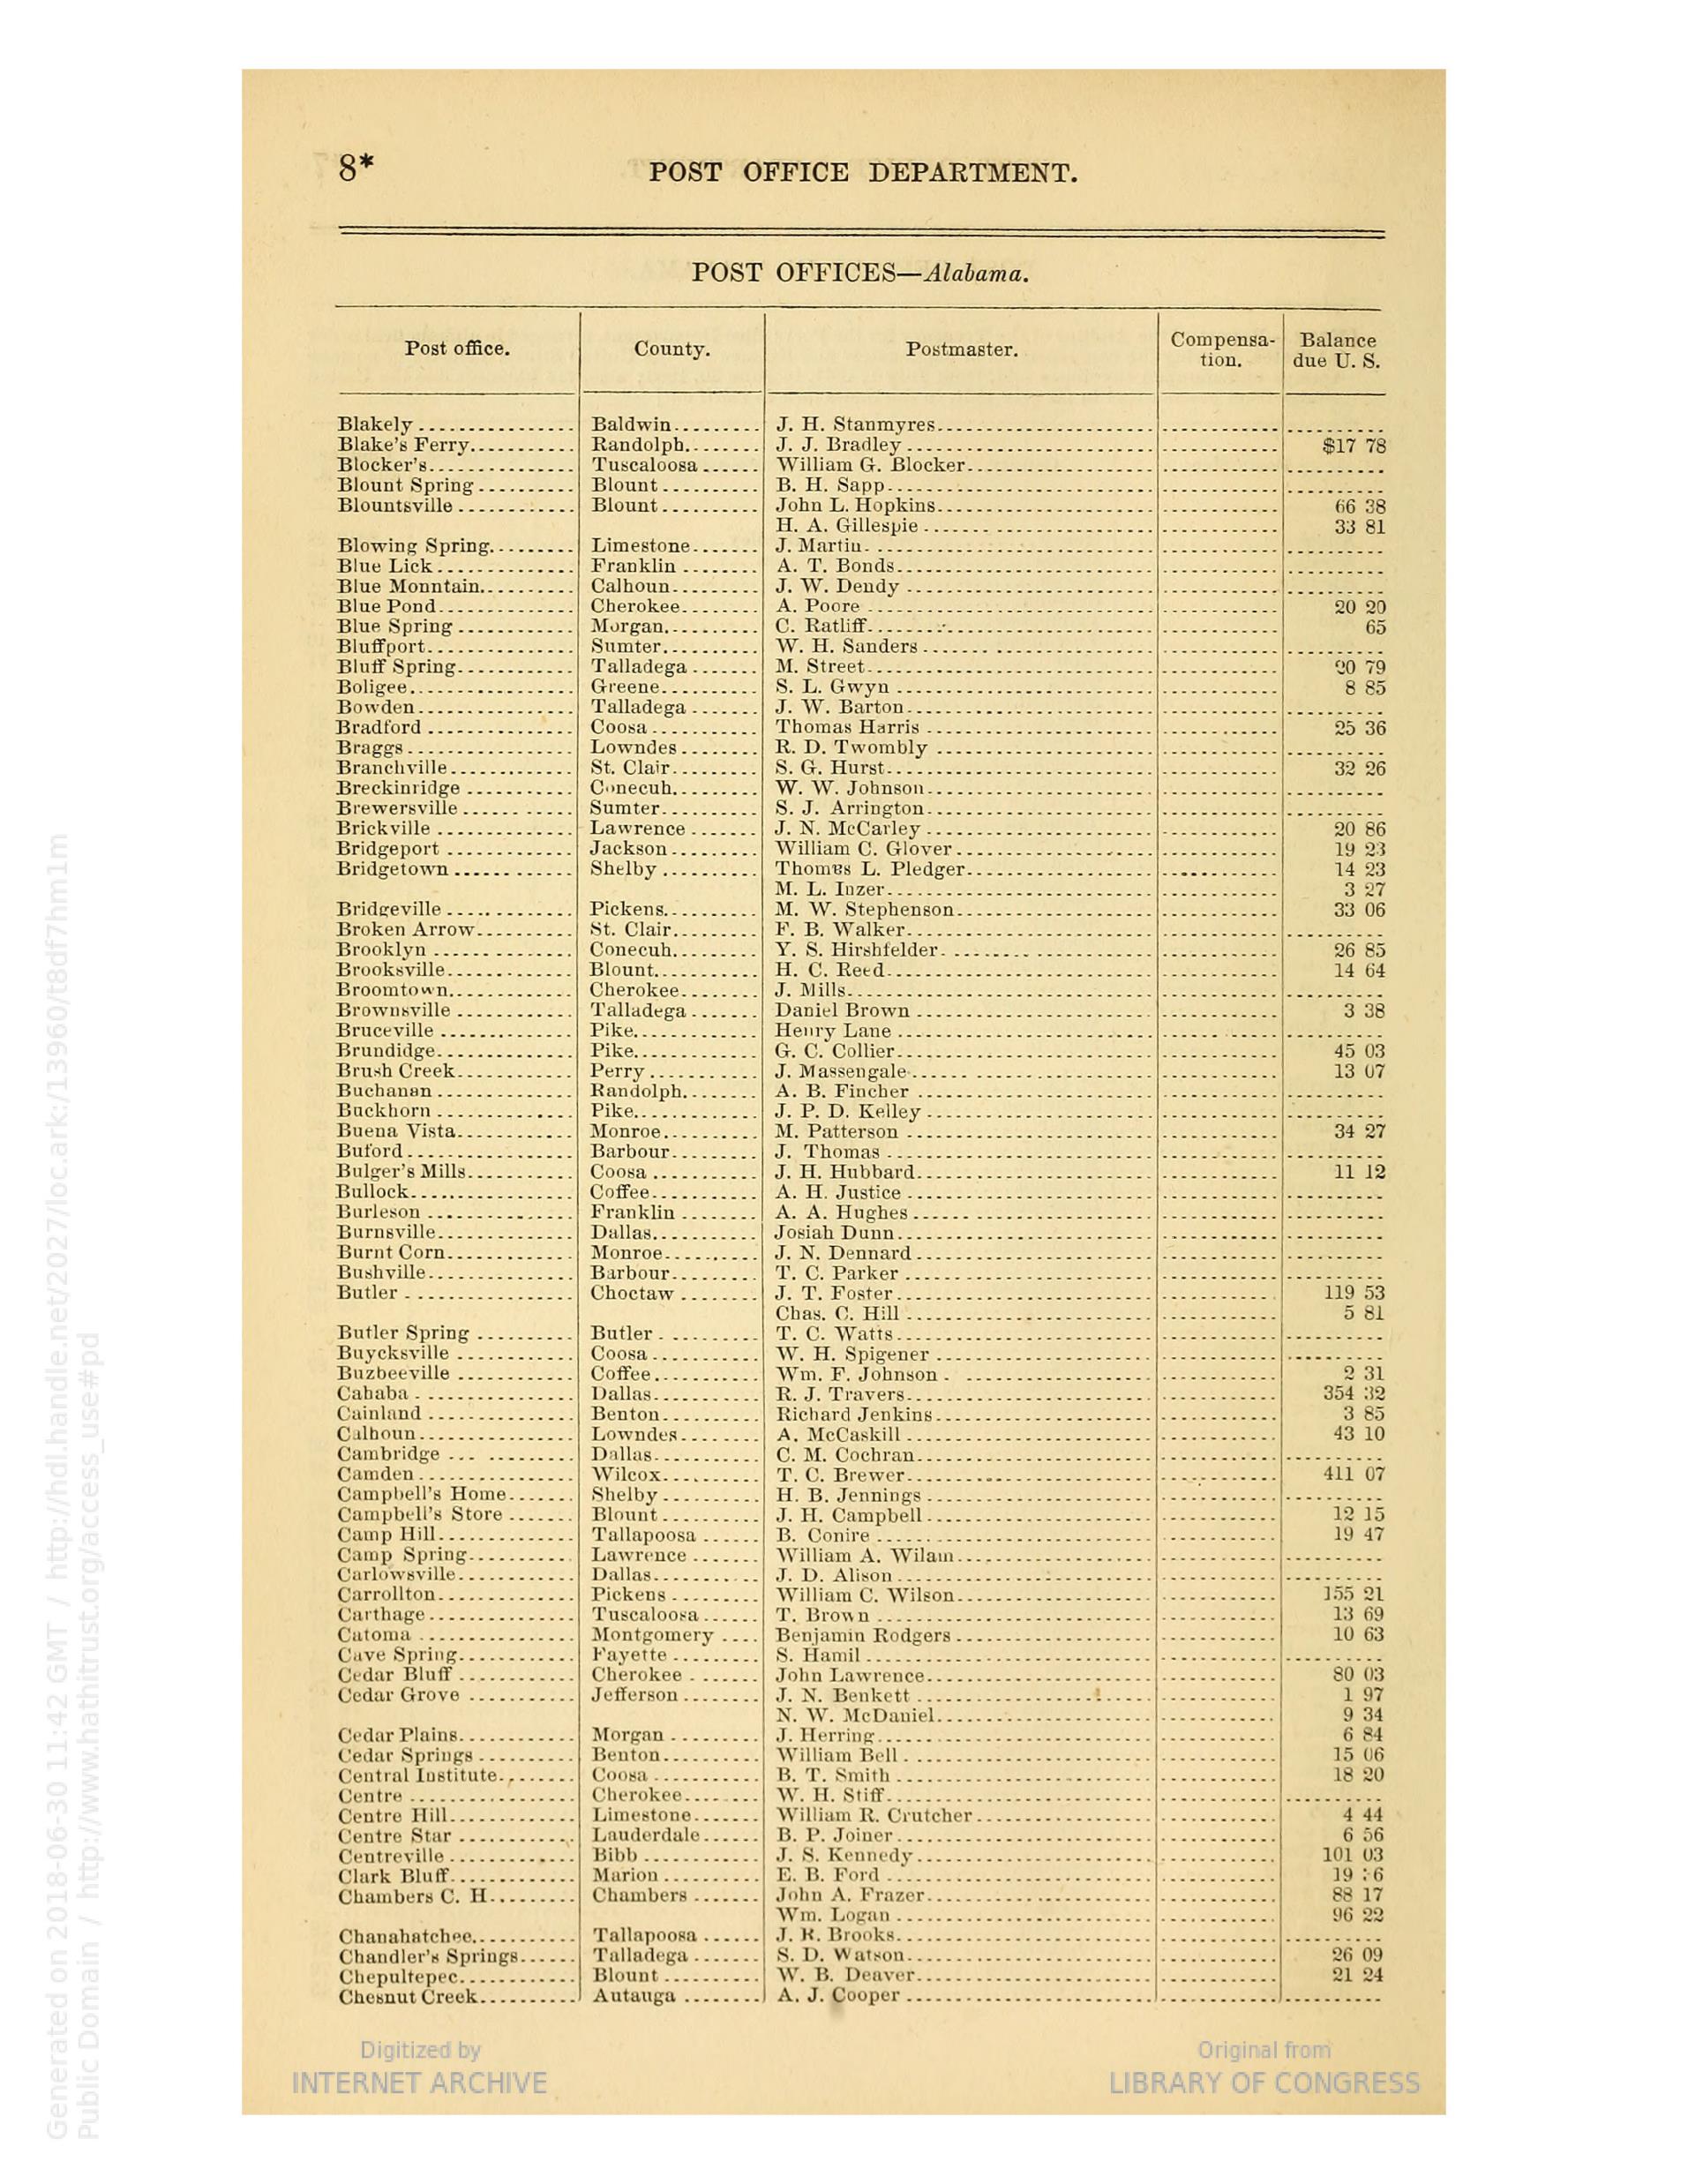 8*
POST OFFICE DEPARTMENT.
POST OFFICES—Alabama.
Post office. County. Postmaster. Compensa-tion. Balance due U. S.
Blakely Baldwin J. H. Stanmyres
Blake's Ferry Randolph J. J. Bradley $17 78
Blocker's Tuscaloosa William G. Blocker
Blount Spring Blount B. H. Sapp
Blountsville Blount John L. Hopkins 66 38
H. A. Gillespie 33 81
Blowing Spring Limestone J. Martin
Blue Lick Franklin A. T. Bonds
Blue Monntain Calhoun J. W. Dendy
Blue Pond Cherokee A. Poore 20 20
Blue Spring Morgan C. Ratliff 65
Bluffport Sumter W. H. Sanders
Bluff Spring Talladega M. Street 20 79
Boligee Greene S. L. Gwyn 8 85
Bowden Talladega J. W. Barton
Bradford Coosa Thomas Harris 25 36
Braggs Lowndes R. D. Twombly
Branchville St. Clair S. G. Hurst 32 26
Breckinridge Conecuh W. W. Johnson
Brewersville Sumter S. J. Arrington
Brickville Lawrence J. N. McCarley 20 86
Bridgeport Jackson William C. Glover 19 23
Bridgetown Shelby Thomas L. Pledger 14 23
M. L. Inzer 3 27
Bridgeville Pickens M. W. Stephenson 33 06
Broken Arrow St. Clair F. B. Walker
Brooklyn Conecuh Y. S. Hirshfelder 26 85
Brooksville Blount H. C. Reed 14 64
Broomtown Cherokee J. Mills
Brownsville Talladega Daniel Brown 3 38
Bruceville Pike Henry Lane
Brundidge Pike G. C. Collier 45 03
Brush Creek Perry J. Massengale 13 07
Buchanan Randolph A. B. Fincher
Buckhorn Pike J. P. D. Kelley
Buena Vista Monroe M. Patterson 34 27
Buford Barbour J. Thomas
Bulger's Mills Coosa J. H. Hubbard 11 12
Bullock Coffee A. H. Justice
Burleson Franklin A. A. Hughes
Burnsville Dallas Josiah Dunn
Burnt Corn Monroe J. N. Dennard
Bushville Barbour T. C. Parker
Butler Choctaw J. T. Foster 119 53
Chas. C. Hill 5 81
Butler Spring Butler T. C. Watts
Buycksville Coosa W. H. Spigener
Buzbeeville Coffee Wm. F. Johnson 2 31
Cahaba Dallas R. J. Travers 354 32
Cainland Benton Richard Jenkins 3 85
Calhoun Lowndes A. McCaskill 43 10
Cambridge Dallas C. M. Cochran
Camden Wilcox T. C. Brewer 411 07
Campbell's Home Shelby H. B. Jennings
Campbell's Store Blount J. H. Campbell 12 15
Camp Hill Tallapoosa B. Conire 19 47
Camp Spring Lawrence William A. Wilam
Carlowsville Dallas J. D. Alison
Carrollton Pickens William C. Wilson 155 21
Carthage Tuscaloosa T. Brown 13 69
Catoma Montgomery Benjamin Rodgers 10 63
Cave Spring Fayette S. Hamil
Cedar Bluff Cherokee John Lawrence 80 03
Cedar Grove Jefferson J. N. Benkett 1 97
N. W. McDaniel 9 34
Cedar Plains Morgan J. Herring 6 84
Cedar Springs Benton William Bell 15 06
Central Institute Coosa B. T. Smith 18 20
Centre Cherokee W. H. Stiff
Centre Hill Limestone William R. Crutcher 4 44
Centre Star Lauderdale B. P. Joiner 6 56
Centreville Bibb J. S. Kennedy 101 03
Clark Bluff Marion E. B. Ford 19
Chambers C. H. Chambers John A. Frazer 88 17
Wm. Logan 96 22
Chanahatchee Tallapoosa J. R. Brooks
Chandler's Springs Talladega S. D. Watson 26 09
Chepultepec Blount W. B. Deaver 21 24
Chesnut Creek Autauga A. J. Cooper
Digitized by
INTERNET ARCHIVE
Original from
LIBRARY OF CONGRESS
Generated on 2018-06-30 11:42 GMT / http://hdl.handle.net/2027/loc.ark:/13960/t8df7hm1m
Public Domain / http://www.hathitrust.org/access_use#pd